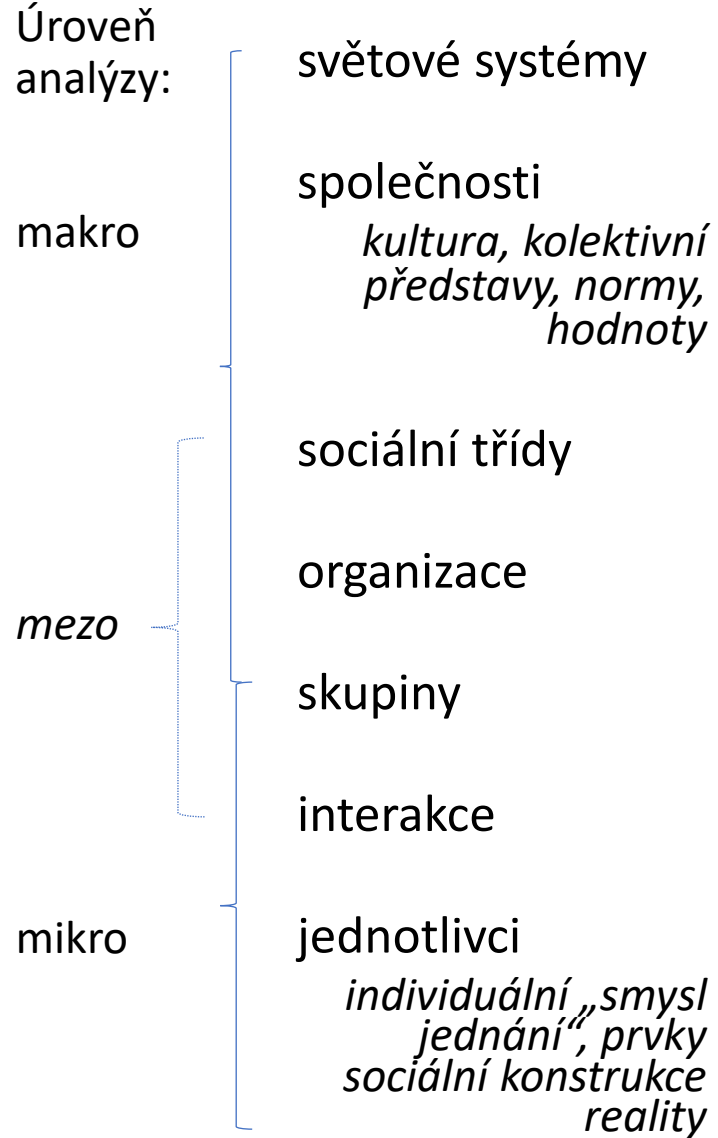 Úroveň
analýzy:
světové systémy
společnosti
makro
kultura, kolektivní
představy, normy,
hodnoty
sociální třídy
organizace
mezo
skupiny
interakce
mikro
jednotlivci
individuální „smysl
jednání“, prvky
sociální konstrukce
reality